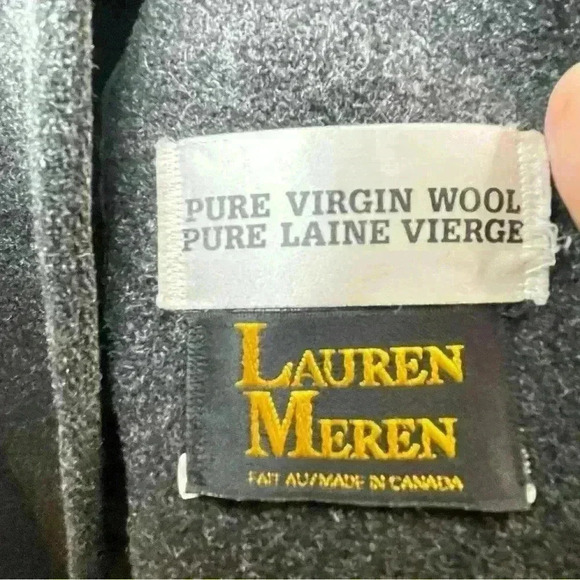 PURE VIRGIN WOOL
PURE LAINE VIERGE
LAUREN
MEREN
FAIT AU/MADE IN CANADA